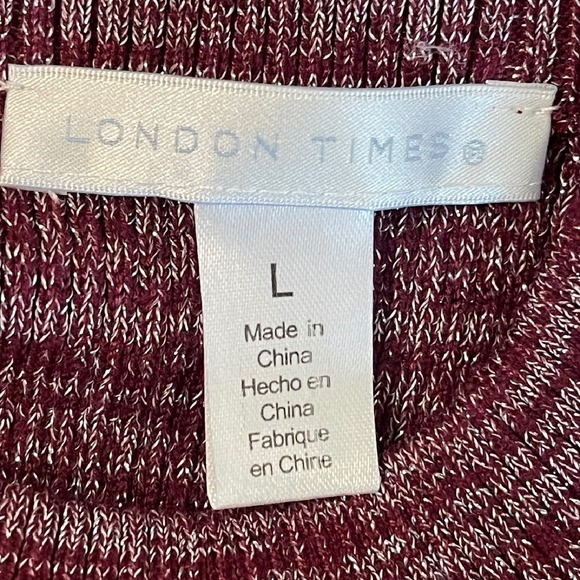 LONDON TIMES®
L
Made in
China
Hecho en
China
Fabrique
en Chine